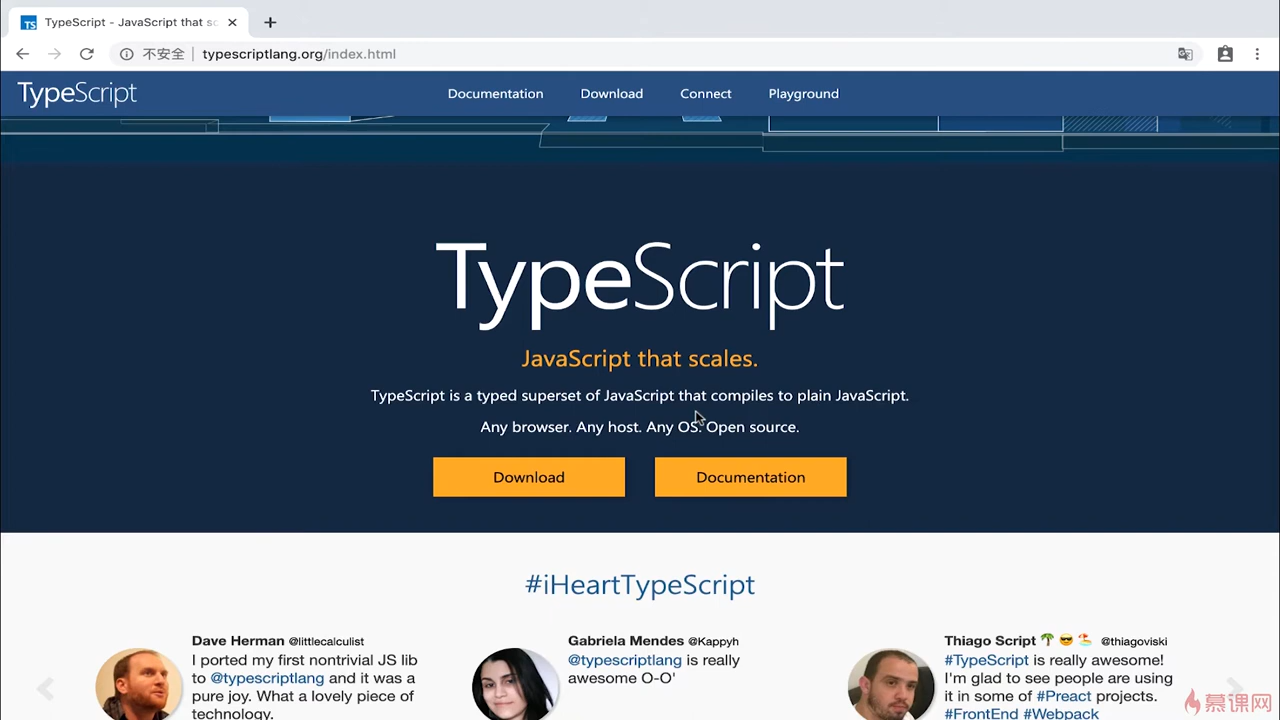 TypeScript - JavaScript that sc
不安全 | typescriptlang.org/index.html
TypeScript
Documentation
Download
Connect
Playground
TypeScript
JavaScript that scales.
TypeScript is a typed superset of JavaScript that compiles to plain JavaScript.
Any browser. Any host. Any OS. Open source.
Download
Documentation
#iHeartTypeScript
Dave Herman @littlecalculist
I ported my first nontrivial JS lib
to @typescriptlang and it was a
pure joy. What a lovely piece of
technology.
Gabriela Mendes @Kappyh
@typescriptlang is really
awesome O-O'
Thiago Script 🌴 😎 🏖 @thiagoviski
#TypeScript is really awesome!
I'm glad to see people are using
it in some of #Preact projects.
#FrontEnd #Webpack
慕课网